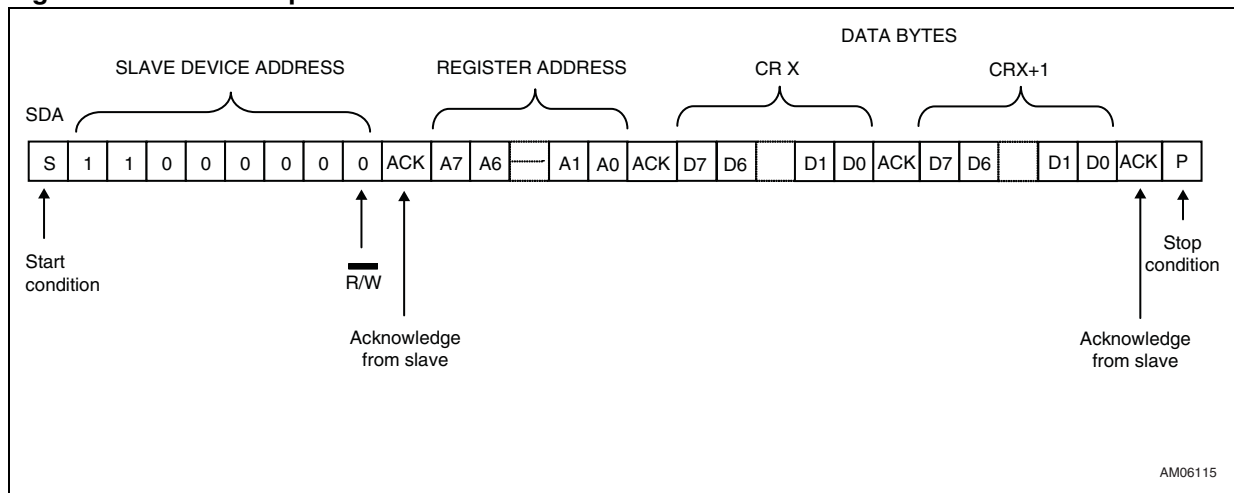 DATA BYTES
SLAVE DEVICE ADDRESS REGISTER ADDRESS CR X CRX+1
SDA
S 1 1 0 0 0 0 0 0 ACK A7 A6 A1 A0 ACK D7 D6 D1 D0 ACK D7 D6 D1 D0 ACK P
Start
condition
R/W
Acknowledge
from slave
Stop
condition
Acknowledge
from slave
AM06115